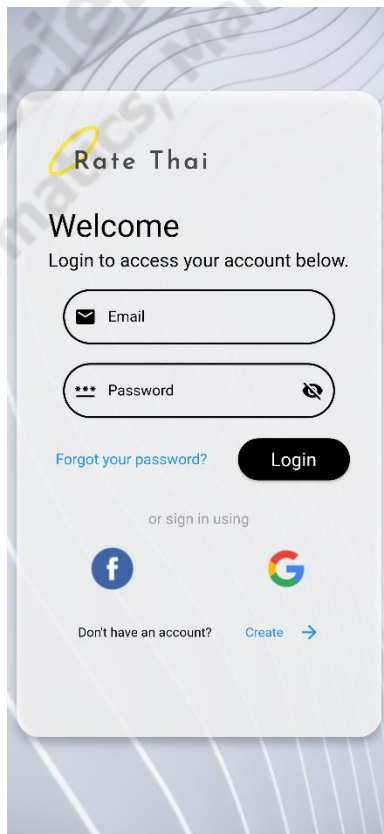 Rate Thai
Welcome
Login to access your account below.
Email
*** Password
Forgot your password? Login
or sign in using
f G
Don't have an account? Create →